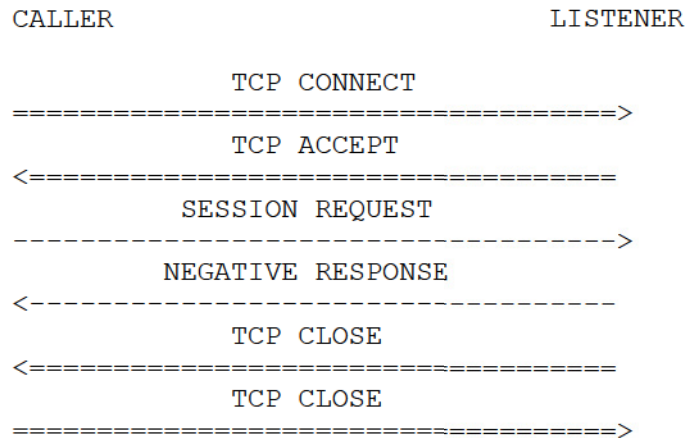 CALLER LISTENER
TCP CONNECT
====================================>
TCP ACCEPT
<====================================
SESSION REQUEST
------------------------------------>
NEGATIVE RESPONSE
<------------------------------------
TCP CLOSE
<====================================
TCP CLOSE
====================================>